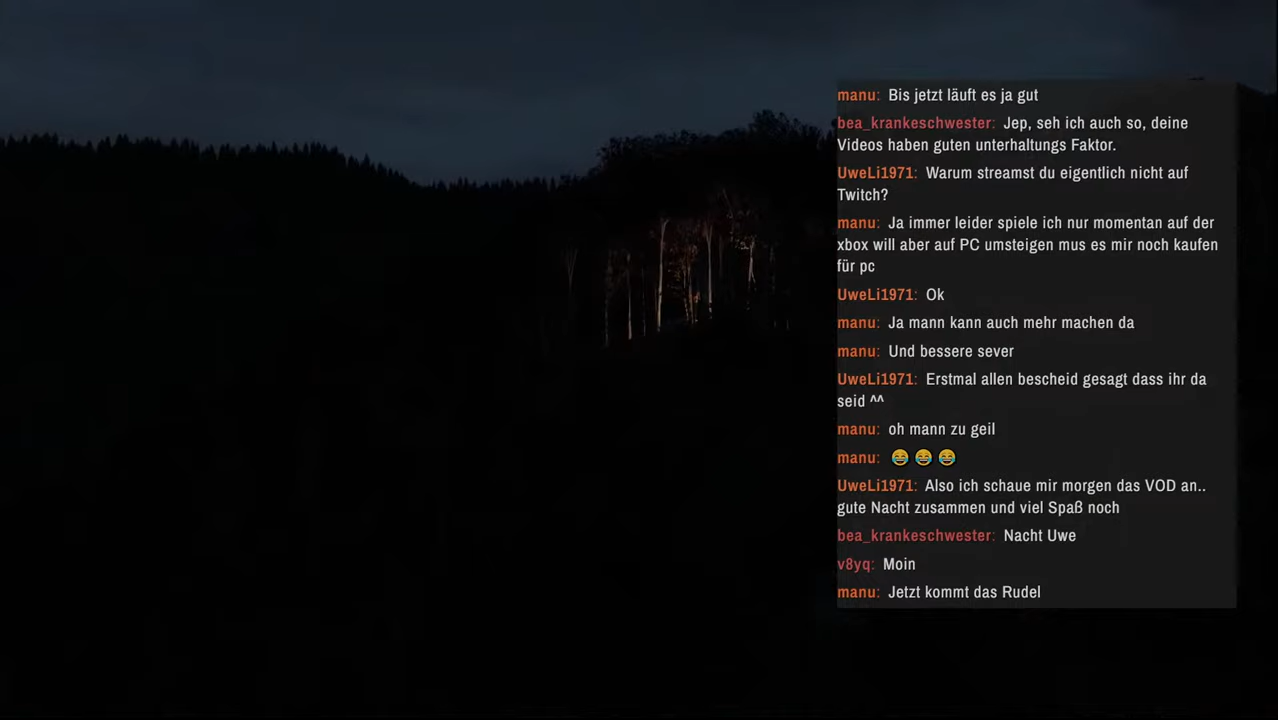 manu: Bis jetzt läuft es ja gut
bea_krankeschwester: Jep, seh ich auch so, deine
Videos haben guten unterhaltungs Faktor.
UweLi1971: Warum streamst du eigentlich nicht auf
Twitch?
manu: Ja immer leider spiele ich nur momentan auf der
xbox will aber auf PC umsteigen mus es mir noch kaufen
für pc
UweLi1971: Ok
manu: Ja mann kann auch mehr machen da
manu: Und bessere sever
UweLi1971: Erstmal allen bescheid gesagt dass ihr da
seid ^^
manu: oh mann zu geil
manu: 😂 😂 😂
UweLi1971: Also ich schaue mir morgen das VOD an..
gute Nacht zusammen und viel Spaß noch
bea_krankeschwester: Nacht Uwe
v8yq: Moin
manu: Jetzt kommt das Rudel